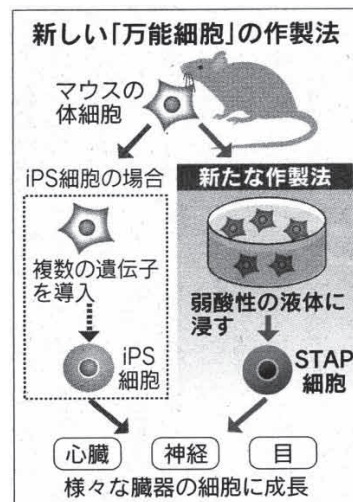 新しい「万能細胞」の作製法
マウスの
体細胞
iPS細胞の場合
複数の遺伝子
を導入
iPS
細胞
新たな作製法
弱酸性の液体に
浸す
STAP
細胞
心臓
神経
目
様々な臓器の細胞に成長